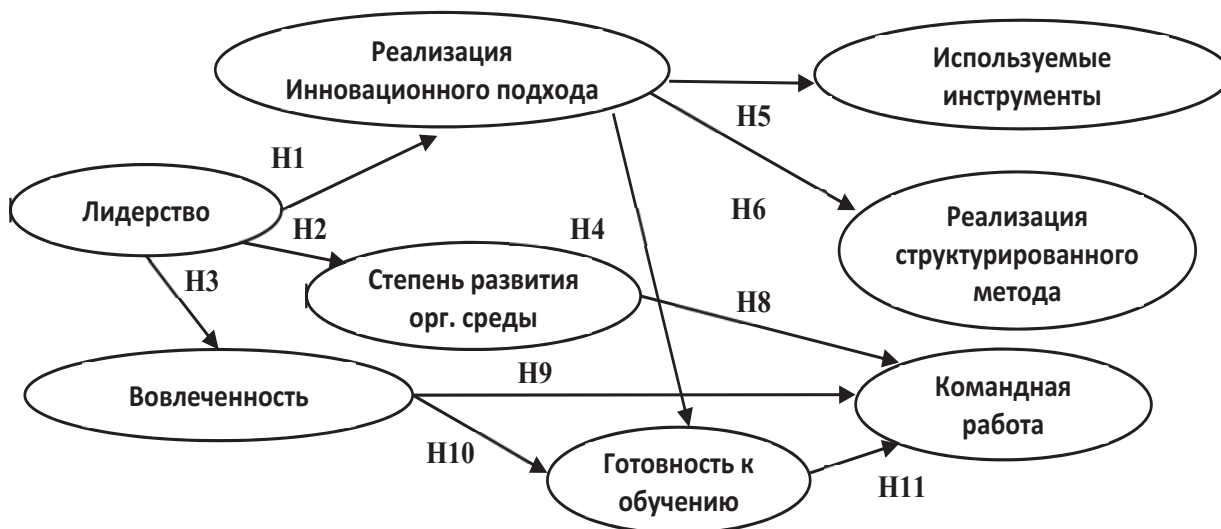 Реализация
Инновационного подхода
Используемые
инструменты
H5
H1
Лидерство
H2
H4
H6
Реализация
структурированного
метода
H3
Степень развития
орг. среды
H8
Вовлеченность
H9
Командная
работа
H10
Готовность к
обучению
H11